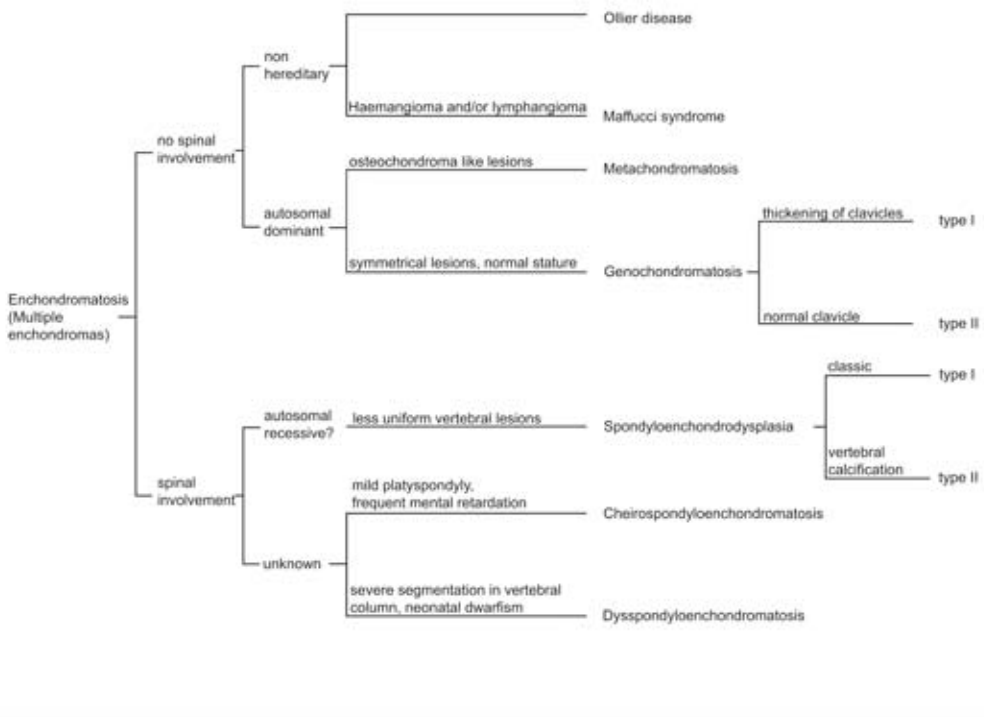 Ollier disease
non
hereditary
Haemangioma and/or lymphangioma
Maffucci syndrome
no spinal
involvement
osteochondroma like lesions
Metachondromatosis
autosomal
dominant
thickening of clavicles
type I
symmetrical lesions, normal stature
Genochondromatosis
Enchondromatosis
(Multiple
enchondromas)
normal clavicle
type II
classic
type I
autosomal
recessive?
less uniform vertebral lesions
Spondyloenchrodysplasia
vertebral
calcification
type II
spinal
involvement
mild platyspondyly,
frequent mental retardation
Cheirospondyloenchondromatosis
unknown
severe segmentation in vertebral
column, neonatal dwarfism
Dysspondyloenchondromatosis